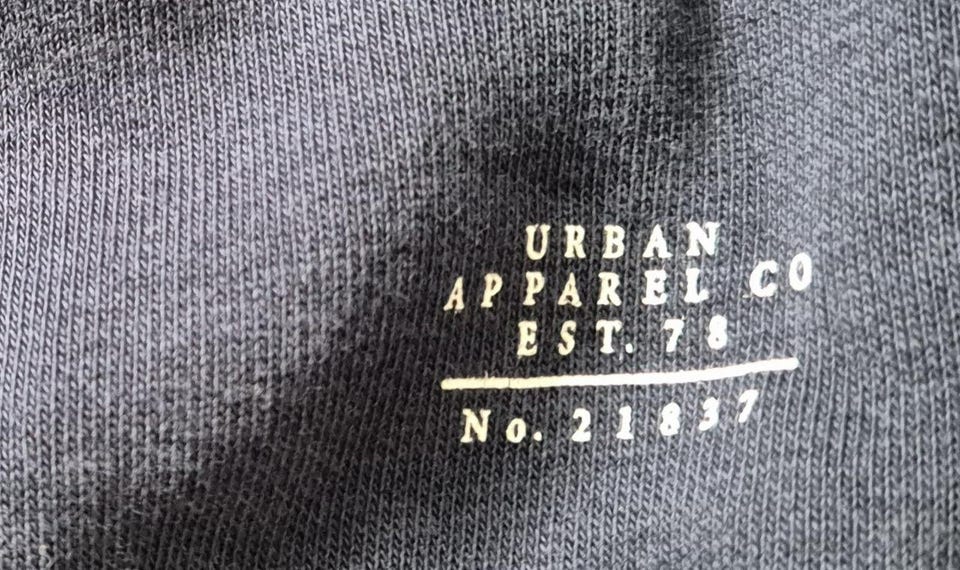 URBAN
APPAREL CO
EST. 78
No. 21837